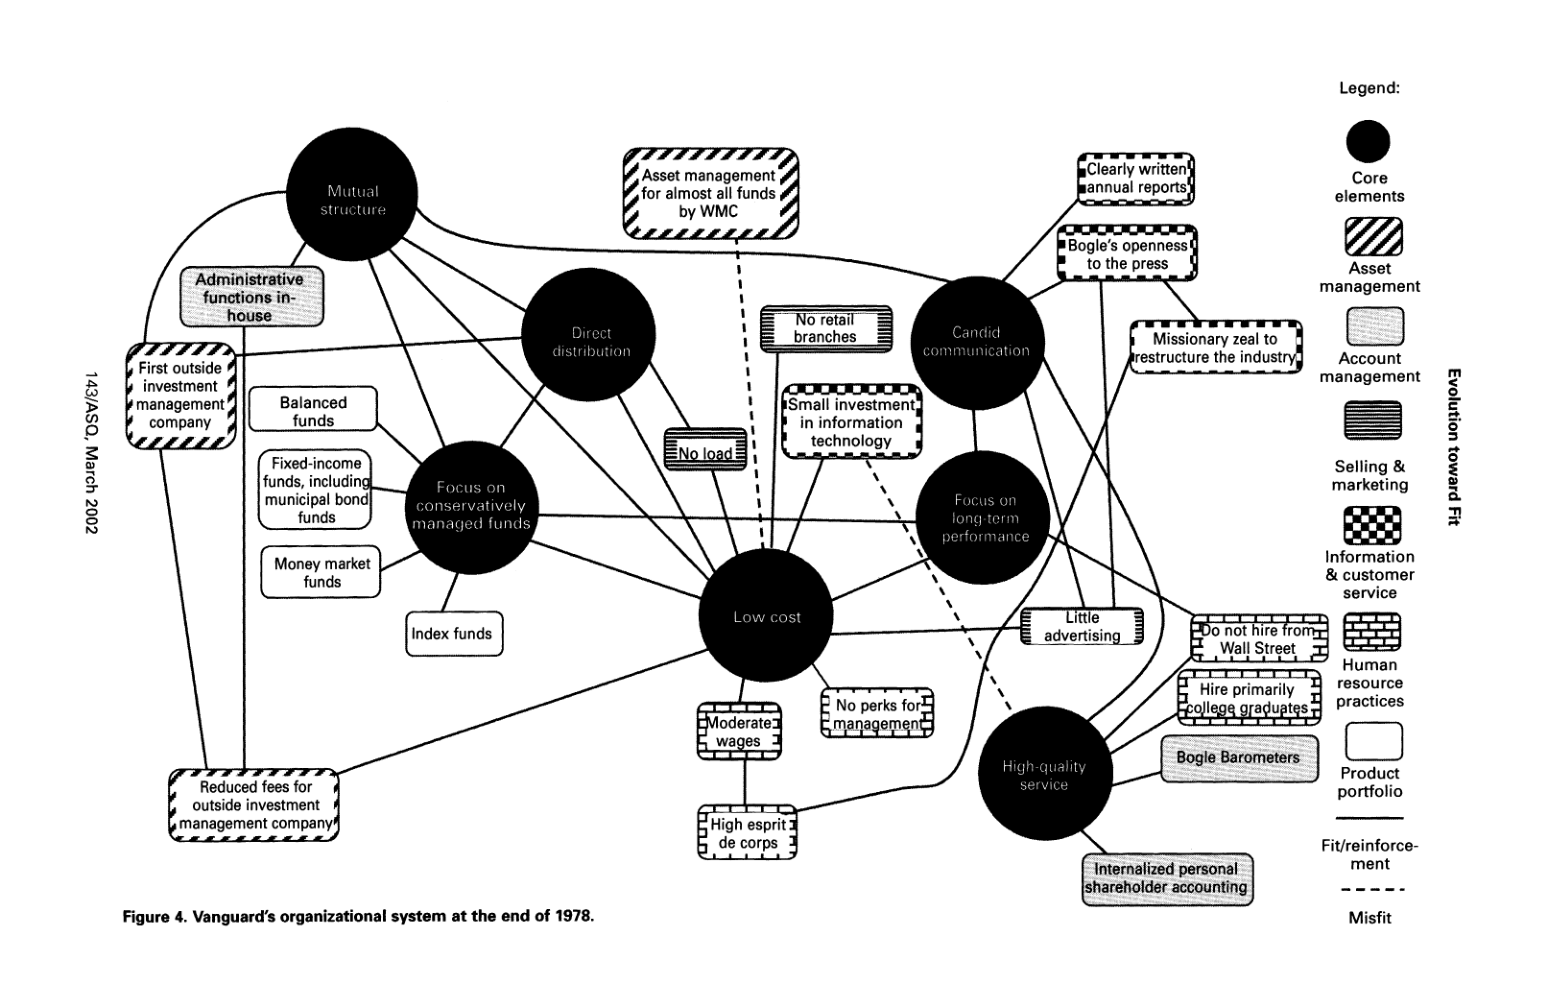 Legend:
Core
elements
Asset
management
Account
management
Selling &
marketing
Information
& customer
service
Human
resource
practices
Product
portfolio
Fit/reinforce-
ment
Misfit
Mutual
structure
Asset management
for almost all funds
by WMC
Clearly written
annual reports
Bogle's openness
to the press
Administrative
functions in-
house
Direct
distribution
No retail
branches
Candid
communication
Missionary zeal to
restructure the industry
First outside
investment
management
company
Balanced
funds
Small investment
in information
technology
No load
Fixed-income
funds, including
municipal bond
funds
Focus on
conservatively
managed funds
Focus on
long-term
performance
Money market
funds
Index funds
Low cost
Little
advertising
Do not hire from
Wall Street
Hire primarily
college graduates
No perks for
management
Moderate
wages
Bogle Barometers
High-quality
service
Reduced fees for
outside investment
management company
High esprit
de corps
Internalized personal
shareholder accounting
Figure 4. Vanguard's organizational system at the end of 1978.
143/ASQ, March 2002
Evolution toward Fit